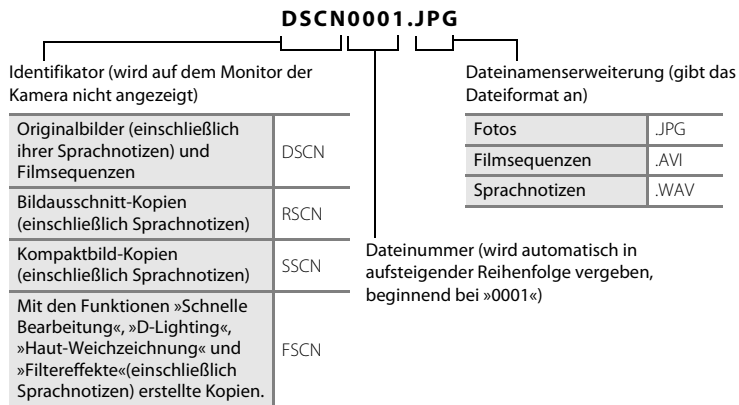 DSCN0001.JPG
Identifikator (wird auf dem Monitor der
Kamera nicht angezeigt)
Originalbilder (einschließlich
ihrer Sprachnotizen) und
Filmsequenzen
DSCN
Bildausschnitt-Kopien
(einschließlich Sprachnotizen)
RSCN
Kompaktbild-Kopien
(einschließlich Sprachnotizen)
SSCN
Mit den Funktionen »Schnelle
Bearbeitung«, »D-Lighting«,
»Haut-Weichzeichnung« und
»Filtereffekte«(einschließlich
Sprachnotizen) erstellte Kopien.
FSCN
Dateinamenserweiterung (gibt das
Dateiformat an)
Fotos .JPG
Filmsequenzen .AVI
Sprachnotizen .WAV
Dateinummer (wird automatisch in
aufsteigender Reihenfolge vergeben,
beginnend bei »0001«)